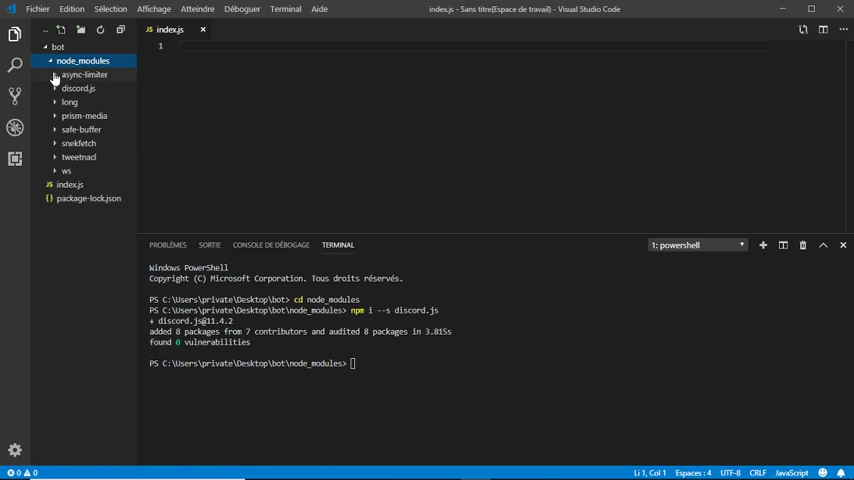 Fichier Edition Sélection Affichage Atteindre Déboguer Terminal Aide index.js - Sans titre(Espace de travail) - Visual Studio Code
... JS index.js
1
bot
node_modules
async-limiter
discord.js
long
prism-media
safe-buffer
snekfetch
tweetnacl
ws
JS index.js
{} package-lock.json
PROBLÈMES SORTIE CONSOLE DE DÉBOGAGE TERMINAL 1: powershell
Windows PowerShell
Copyright (C) Microsoft Corporation. Tous droits réservés.
PS C:\Users\private\Desktop\bot> cd node_modules
PS C:\Users\private\Desktop\bot\node_modules> npm i --s discord.js
+ discord.js@11.4.2
added 8 packages from 7 contributors and audited 8 packages in 3.815s
found 0 vulnerabilities
PS C:\Users\private\Desktop\bot\node_modules>
0 0 Li 1, Col 1 Espaces : 4 UTF-8 CRLF JavaScript